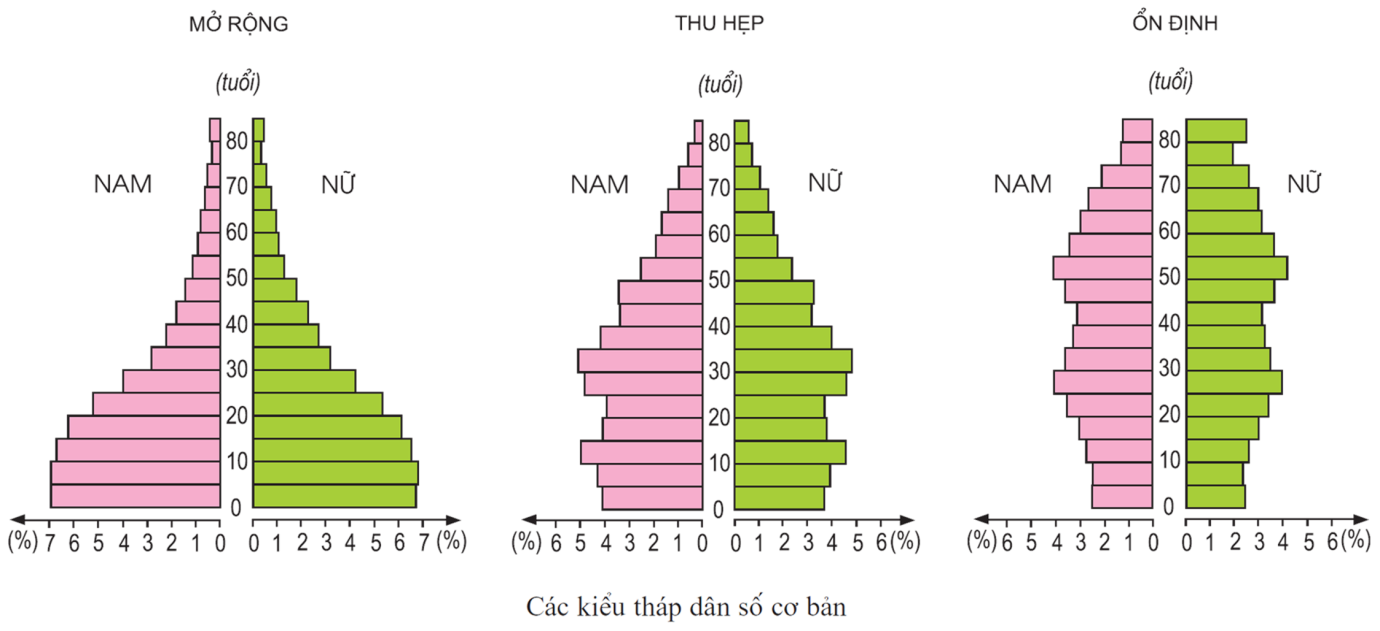 MỞ RỘNG
(tuổi)
NAM
NỮ
80
70
60
50
40
30
20
10
0
(%) 7 6 5 4 3 2 1 0
0 1 2 3 4 5 6 7 (%)
THU HẸP
(tuổi)
NAM
NỮ
80
70
60
50
40
30
20
10
0
(%) 6 5 4 3 2 1 0
0 1 2 3 4 5 6 (%)
ỔN ĐỊNH
(tuổi)
NAM
NỮ
80
70
60
50
40
30
20
10
0
(%) 6 5 4 3 2 1 0
0 1 2 3 4 5 6 (%)
Các kiểu tháp dân số cơ bản